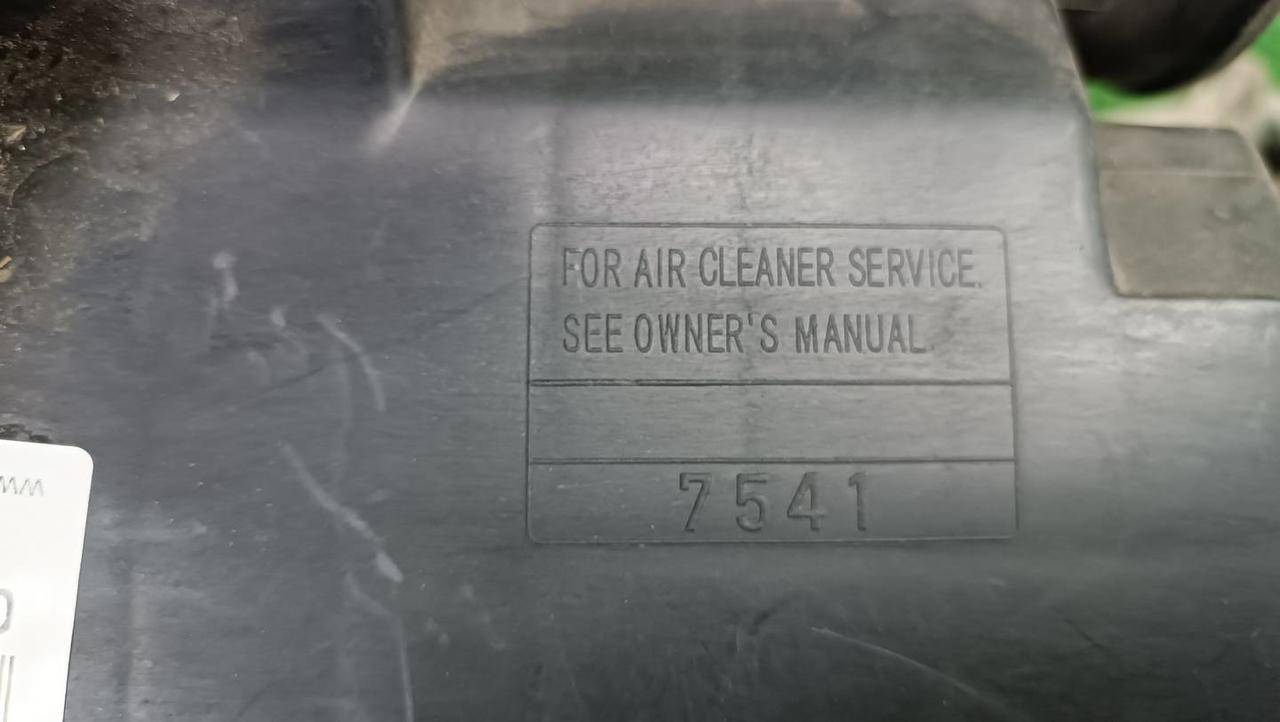 FOR AIR CLEANER SERVICE.
SEE OWNER'S MANUAL.
7541